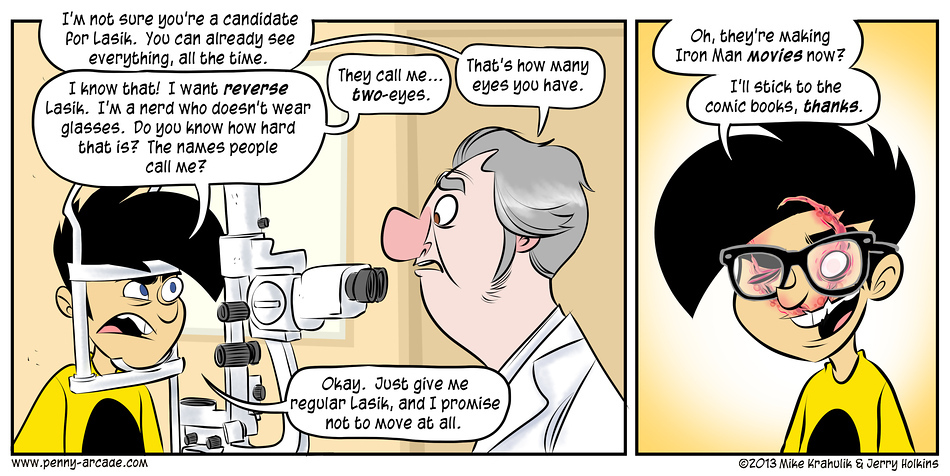 I'm not sure you're a candidate
for Lasik. You can already see
everything, all the time.
I know that! I want reverse
Lasik. I'm a nerd who doesn't wear
glasses. Do you know how hard
that is? The names people
call me?
They call me...
two-eyes.
That's how many
eyes you have.
Okay. Just give me
regular Lasik, and I promise
not to move at all.
Oh, they're making
Iron Man movies now?
I'll stick to the
comic books, thanks.
www.penny-arcade.com
©2013 Mike Krahulik & Jerry Holkins